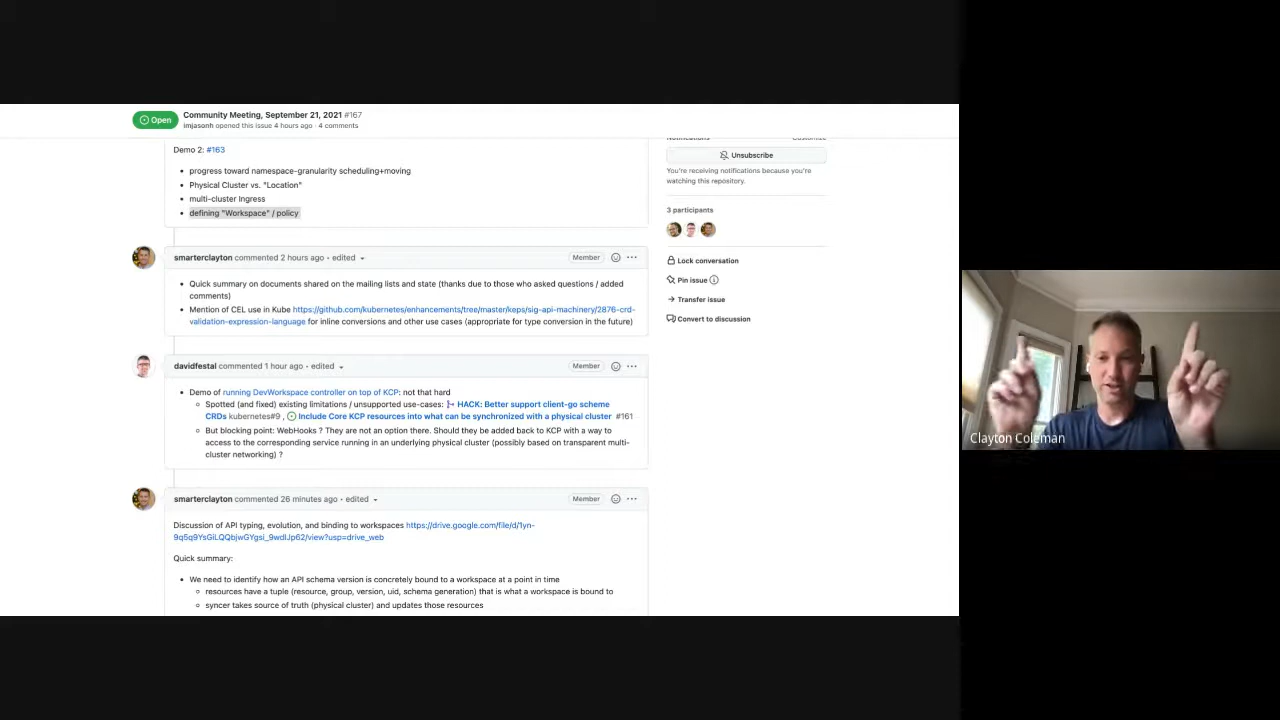 Open
Community Meeting, September 21, 2021 #167
imjasonh opened this issue 4 hours ago · 4 comments
Demo 2: #163
progress toward namespace-granularity scheduling+moving
Physical Cluster vs. "Location"
multi-cluster Ingress
defining "Workspace" / policy
smarterclayton commented 2 hours ago • edited
Member
Quick summary on documents shared on the mailing lists and state (thanks due to those who asked questions / added
comments)
Mention of CEL use in Kube https://github.com/kubernetes/enhancements/tree/master/keps/sig-api-machinery/2876-crd-
validation-expression-language for inline conversions and other use cases (appropriate for type conversion in the future)
davidfestal commented 1 hour ago • edited
Member
Demo of running DevWorkspace controller on top of KCP: not that hard
Spotted (and fixed) existing limitations / unsupported use-cases: HACK: Better support client-go scheme
CRDs kubernetes#9 , Include Core KCP resources into what can be synchronized with a physical cluster #161
But blocking point: WebHooks ? They are not an option there. Should they be added back to KCP with a way to
access to the corresponding service running in an underlying physical cluster (possibly based on transparent multi-
cluster networking) ?
smarterclayton commented 26 minutes ago • edited
Member
Discussion of API typing, evolution, and binding to workspaces https://drive.google.com/file/d/1yn-
9q5q9YsGiLQQbjwGYgsi_9wdlJp62/view?usp=drive_web
Quick summary:
We need to identify how an API schema version is concretely bound to a workspace at a point in time
resources have a tuple (resource, group, version, uid, schema generation) that is what a workspace is bound to
syncer takes source of truth (physical cluster) and updates those resources
Notifications
Customize
Unsubscribe
You're receiving notifications because you're
watching this repository.
3 participants
Lock conversation
Pin issue
Transfer issue
Convert to discussion
Clayton Coleman